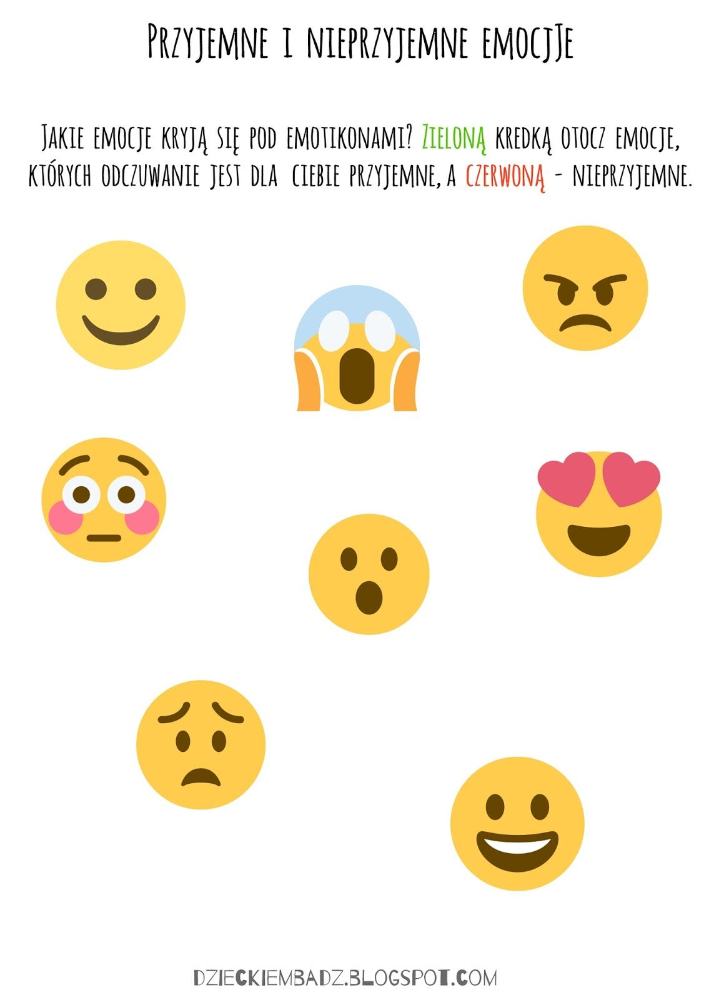 Przyjemne i nieprzyjemne emocjJe
Jakie emocje kryją się pod emotikonami? Zieloną kredką otocz emocje,
których odczuwanie jest dla ciebie przyjemne, a czerwoną - nieprzyjemne.
DZIECKIEMBADZ.BLOGSPOT.COM